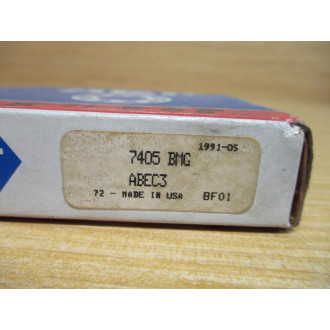 1991-05
7405 BMG
ABEC3
72 - MADE IN USA BF01